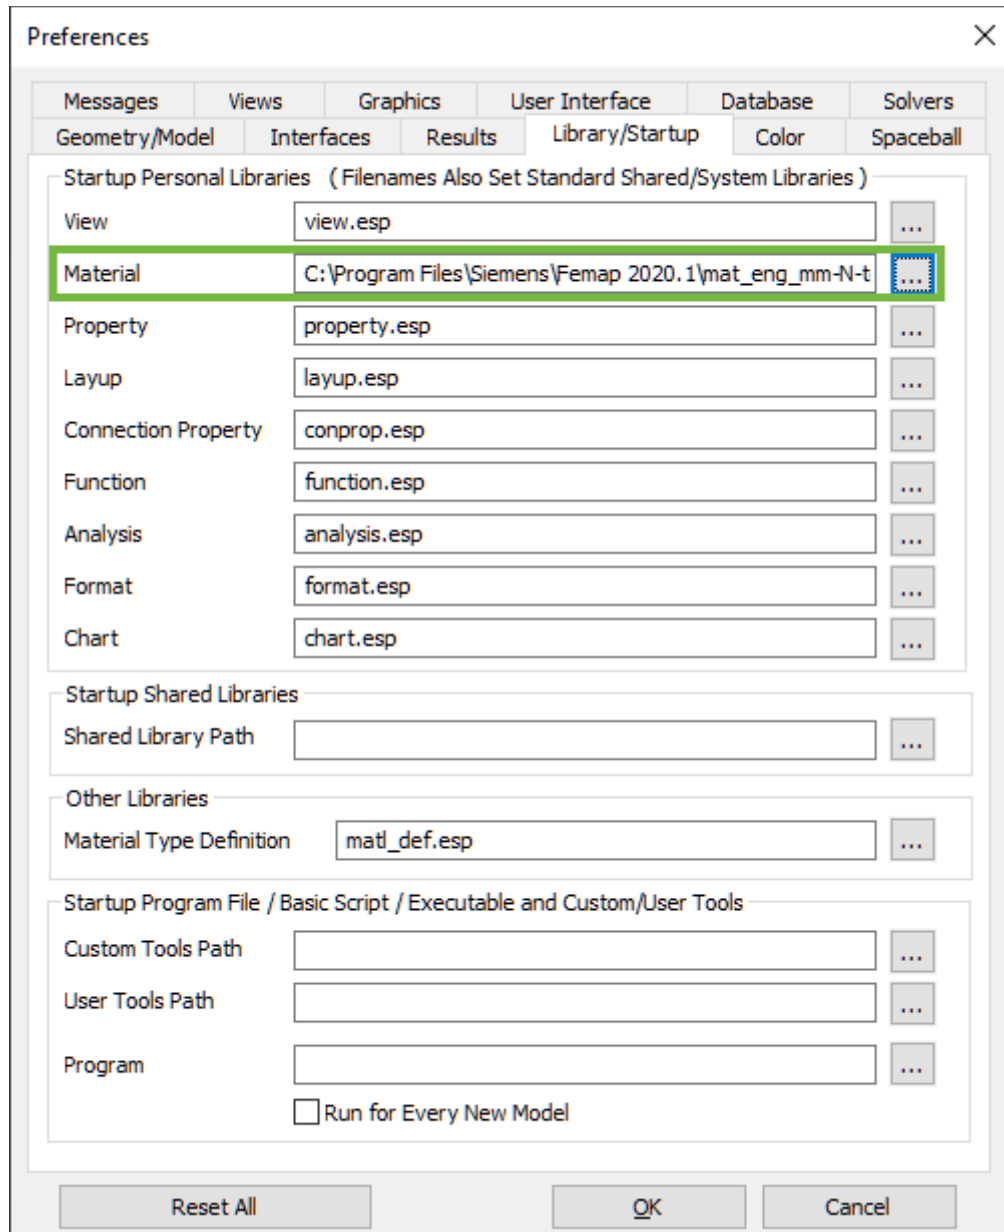 Preferences
Messages Views Graphics User Interface Database Solvers
Geometry/Model Interfaces Results Library/Startup Color Spaceball
Startup Personal Libraries ( Filenames Also Set Standard Shared/System Libraries )
View view.esp ...
Material C:\Program Files\Siemens\Femap 2020.1\mat_eng_mm-N-t ...
Property property.esp ...
Layup layup.esp ...
Connection Property conprop.esp ...
Function function.esp ...
Analysis analysis.esp ...
Format format.esp ...
Chart chart.esp ...
Startup Shared Libraries
Shared Library Path ...
Other Libraries
Material Type Definition matl_def.esp ...
Startup Program File / Basic Script / Executable and Custom/User Tools
Custom Tools Path ...
User Tools Path ...
Program ...
Run for Every New Model
Reset All OK Cancel